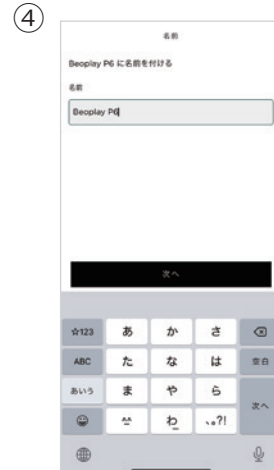 ④
名前
Beoplay P6 に名前を付ける
名前
Beoplay P6
次へ
☆123 あ か さ
ABC た な は 空白
あいう ま や ら 次へ
^^ わ_ 、。?!